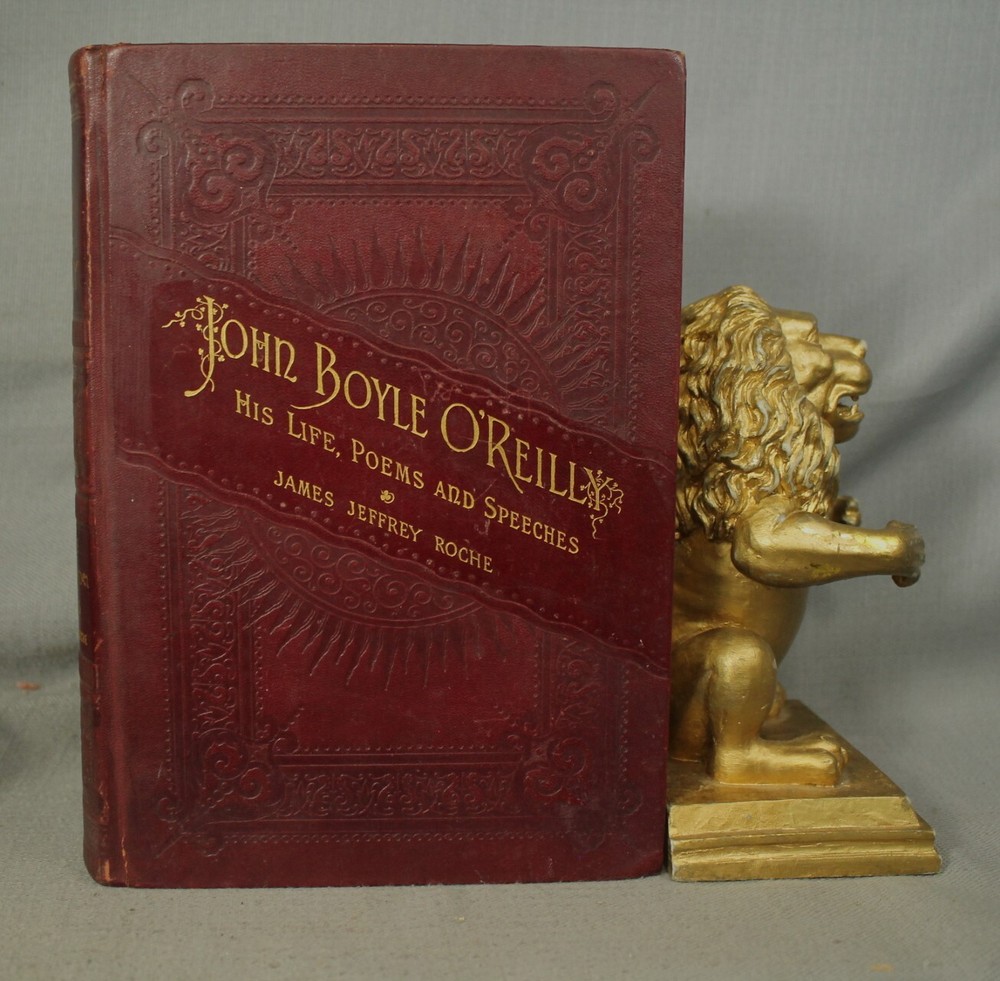 John Boyle O'Reilly
His Life, Poems and Speeches
JAMES JEFFREY ROCHE